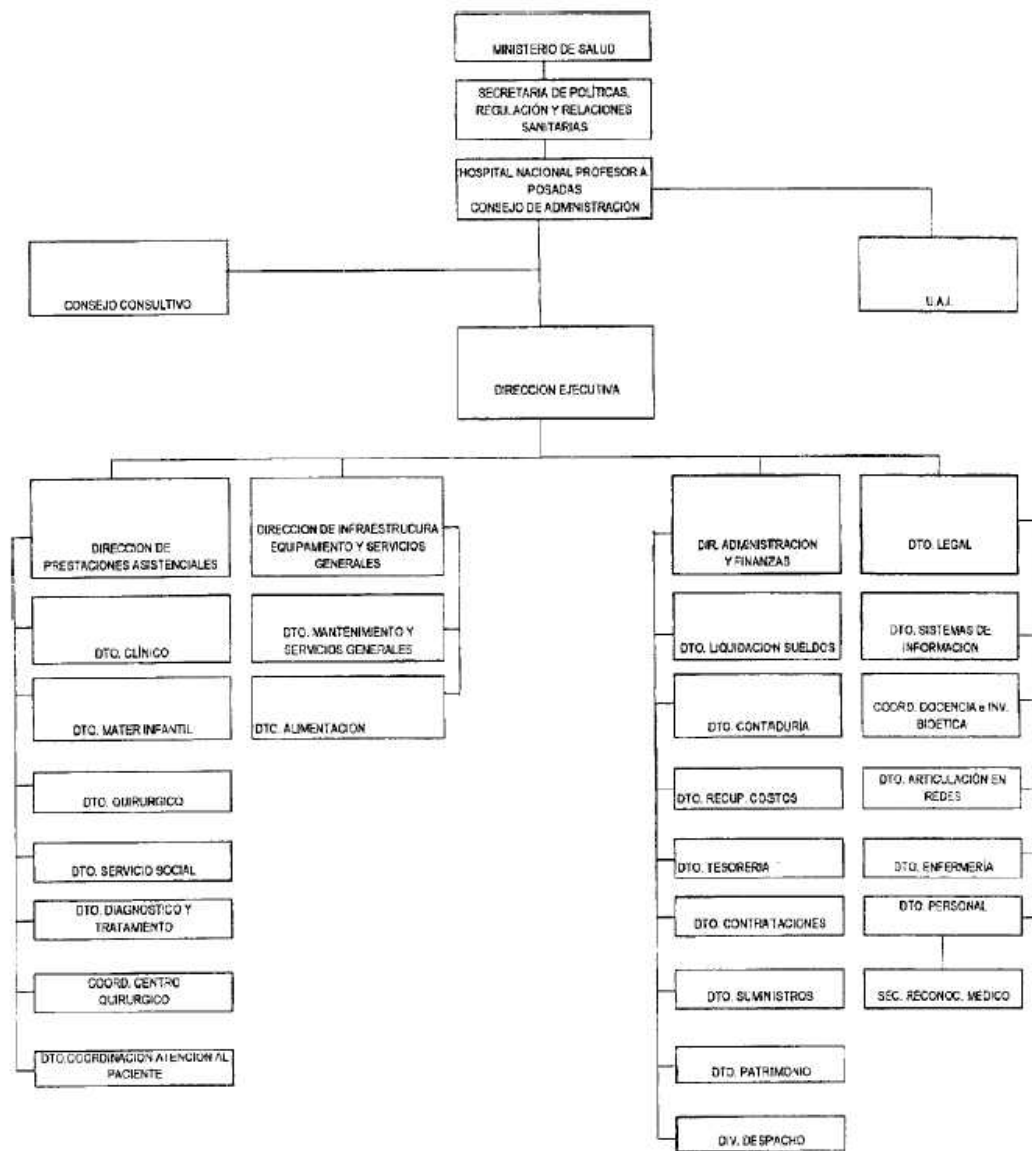 MINISTERIO DE SALUD
SECRETARIA DE POLÍTICAS,
REGULACIÓN Y RELACIONES
SANITARIAS
HOSPITAL NACIONAL PROFESOR A.
POSADAS
CONSEJO DE ADMINISTRACIÓN
CONSEJO CONSULTIVO
U.A.I.
DIRECCION EJECUTIVA
DIRECCION DE
PRESTACIONES ASISTENCIALES
DTO. CLÍNICO
DTO. MATER INFANTIL
DTO. QUIRURGICO
DTO. SERVICIO SOCIAL
DTO. DIAGNOSTICO Y
TRATAMIENTO
COORD. CENTRO
QUIRURGICO
DTO.COORDINACION ATENCION AL
PACIENTE
DIRECCION DE INFRAESTRUCURA
EQUIPAMIENTO Y SERVICIOS
GENERALES
DTO. MANTENIMIENTO Y
SERVICIOS GENERALES
DTO. ALIMENTACION
DIR. ADMINISTRACION
Y FINANZAS
DTO. LIQUIDACION SUELDOS
DTO. CONTADURÍA
DTO. RECUP. COSTOS
DTO. TESORERIA
DTO. CONTRATACIONES
DTO. SUMINISTROS
DTO. PATRIMONIO
DIV. DESPACHO
DTO. LEGAL
DTO. SISTEMAS DE
INFORMACION
COORD. DOCENCIA e INV.
BIOETICA
DTO. ARTICULACIÓN EN
REDES
DTO. ENFERMERÍA
DTO. PERSONAL
SEC. RECONOC. MEDICO